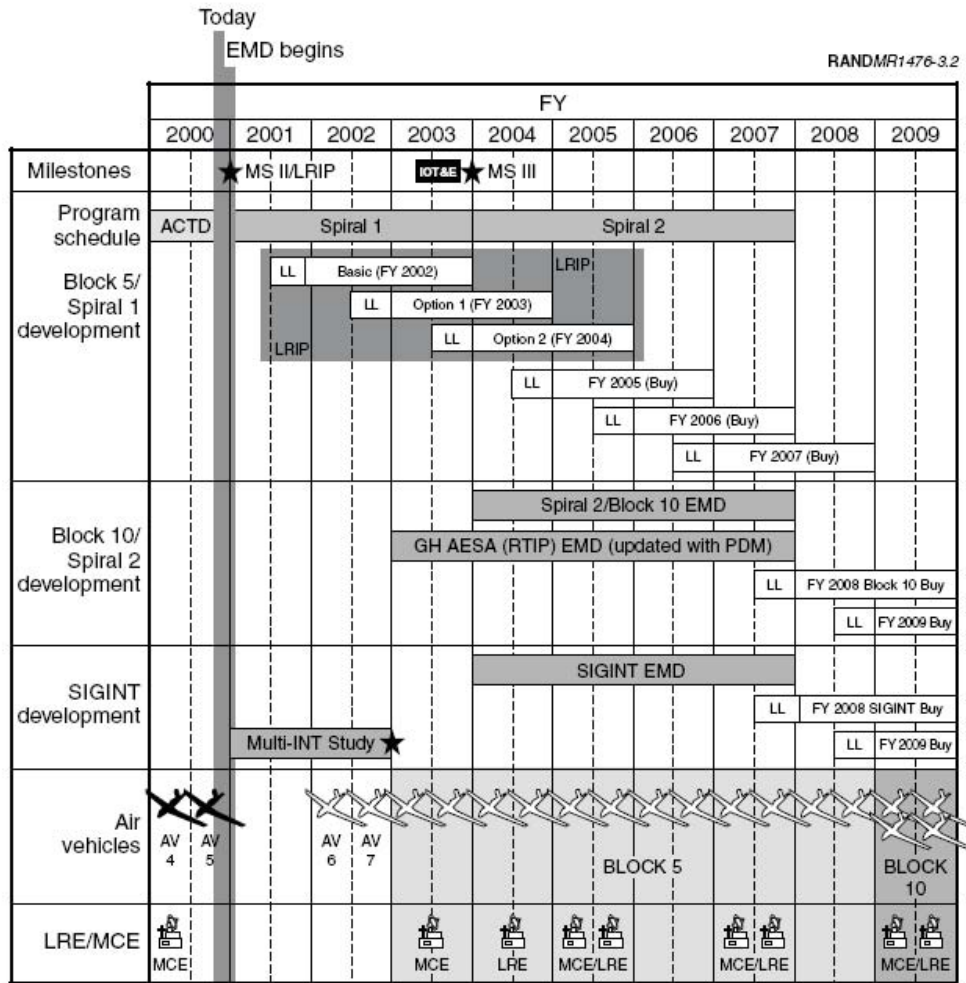 Today
EMD begins
RANDMR1476-3.2
FY
2000 2001 2002 2003 2004 2005 2006 2007 2008 2009
Milestones
MS II/LRIP
IOT&E
MS III
Program
schedule
ACTD
Spiral 1
Spiral 2
Block 5/
Spiral 1
development
LRIP
LL
Basic (FY 2002)
LL
Option 1 (FY 2003)
LL
Option 2 (FY 2004)
LRIP
LL
FY 2005 (Buy)
LL
FY 2006 (Buy)
LL
FY 2007 (Buy)
Block 10/
Spiral 2
development
Spiral 2/Block 10 EMD
GH AESA (RTIP) EMD (updated with PDM)
LL
FY 2008 Block 10 Buy
LL
FY 2009 Buy
SIGINT
development
SIGINT EMD
LL
FY 2008 SIGINT Buy
Multi-INT Study
LL
FY 2009 Buy
Air
vehicles
AV
4
AV
5
AV
6
AV
7
BLOCK 5
BLOCK
10
LRE/MCE
MCE
MCE
LRE
MCE/LRE
MCE/LRE
MCE/LRE